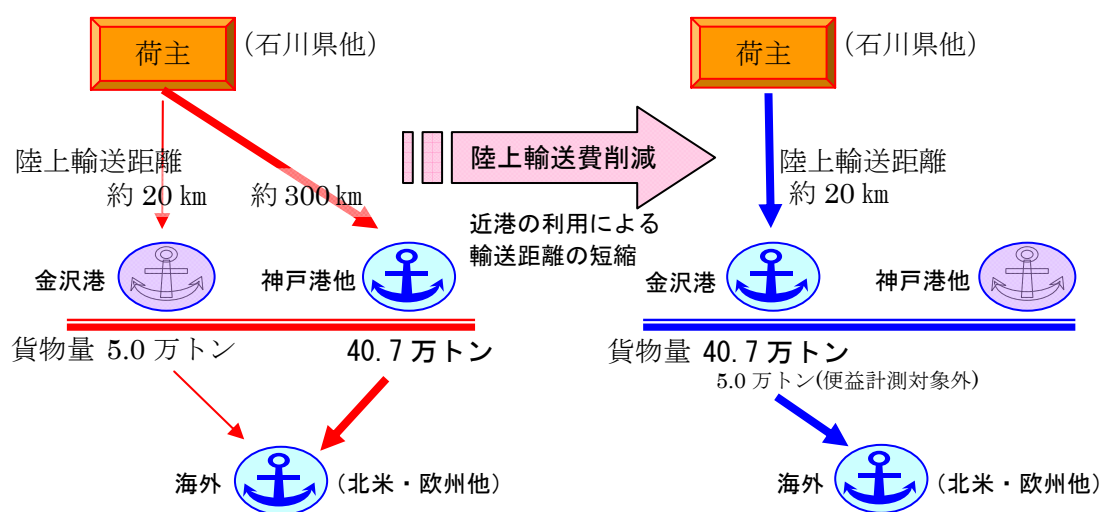 荷主
(石川県他)
陸上輸送距離
約 20 ㎞
約 300 ㎞
金沢港
神戸港他
貨物量 5.0 万トン
40.7 万トン
海外
(北米・欧州他)
陸上輸送費削減
近港の利用による
輸送距離の短縮
荷主
(石川県他)
陸上輸送距離
約 20 ㎞
金沢港
神戸港他
貨物量 40.7 万トン
5.0 万トン(便益計測対象外)
海外
(北米・欧州他)